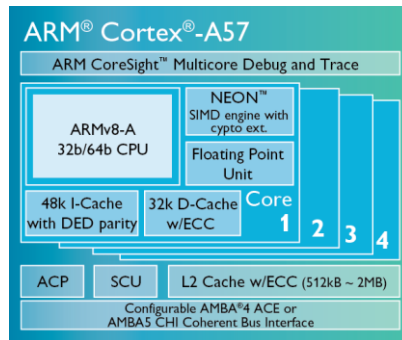 ARM® Cortex®-A57
ARM CoreSight™ Multicore Debug and Trace
ARMv8-A
32b/64b CPU
NEON™
SIMD engine with
cypto ext.
Floating Point
Unit
48k I-Cache
with DED parity
32k D-Cache
w/ECC
Core
1
2
3
4
ACP
SCU
L2 Cache w/ECC (512kB ~ 2MB)
Configurable AMBA®4 ACE or
AMBA5 CHI Coherent Bus Interface